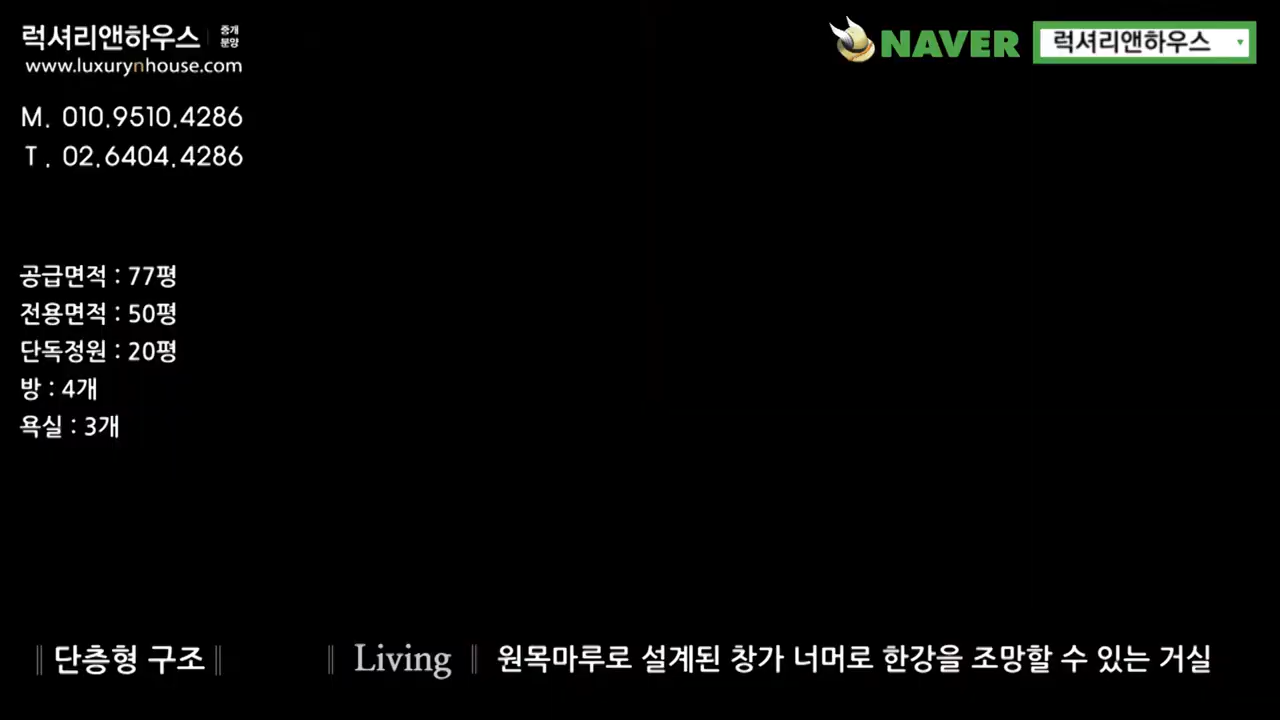 럭셔리앤하우스 중개 분양
www.luxurynhouse.com
M. 010.9510.4286
T. 02.6404.4286
NAVER 럭셔리앤하우스
공급면적 : 77평
전용면적 : 50평
단독정원 : 20평
방 : 4개
욕실 : 3개
단층형 구조
Living 원목마루로 설계된 창가 너머로 한강을 조망할 수 있는 거실